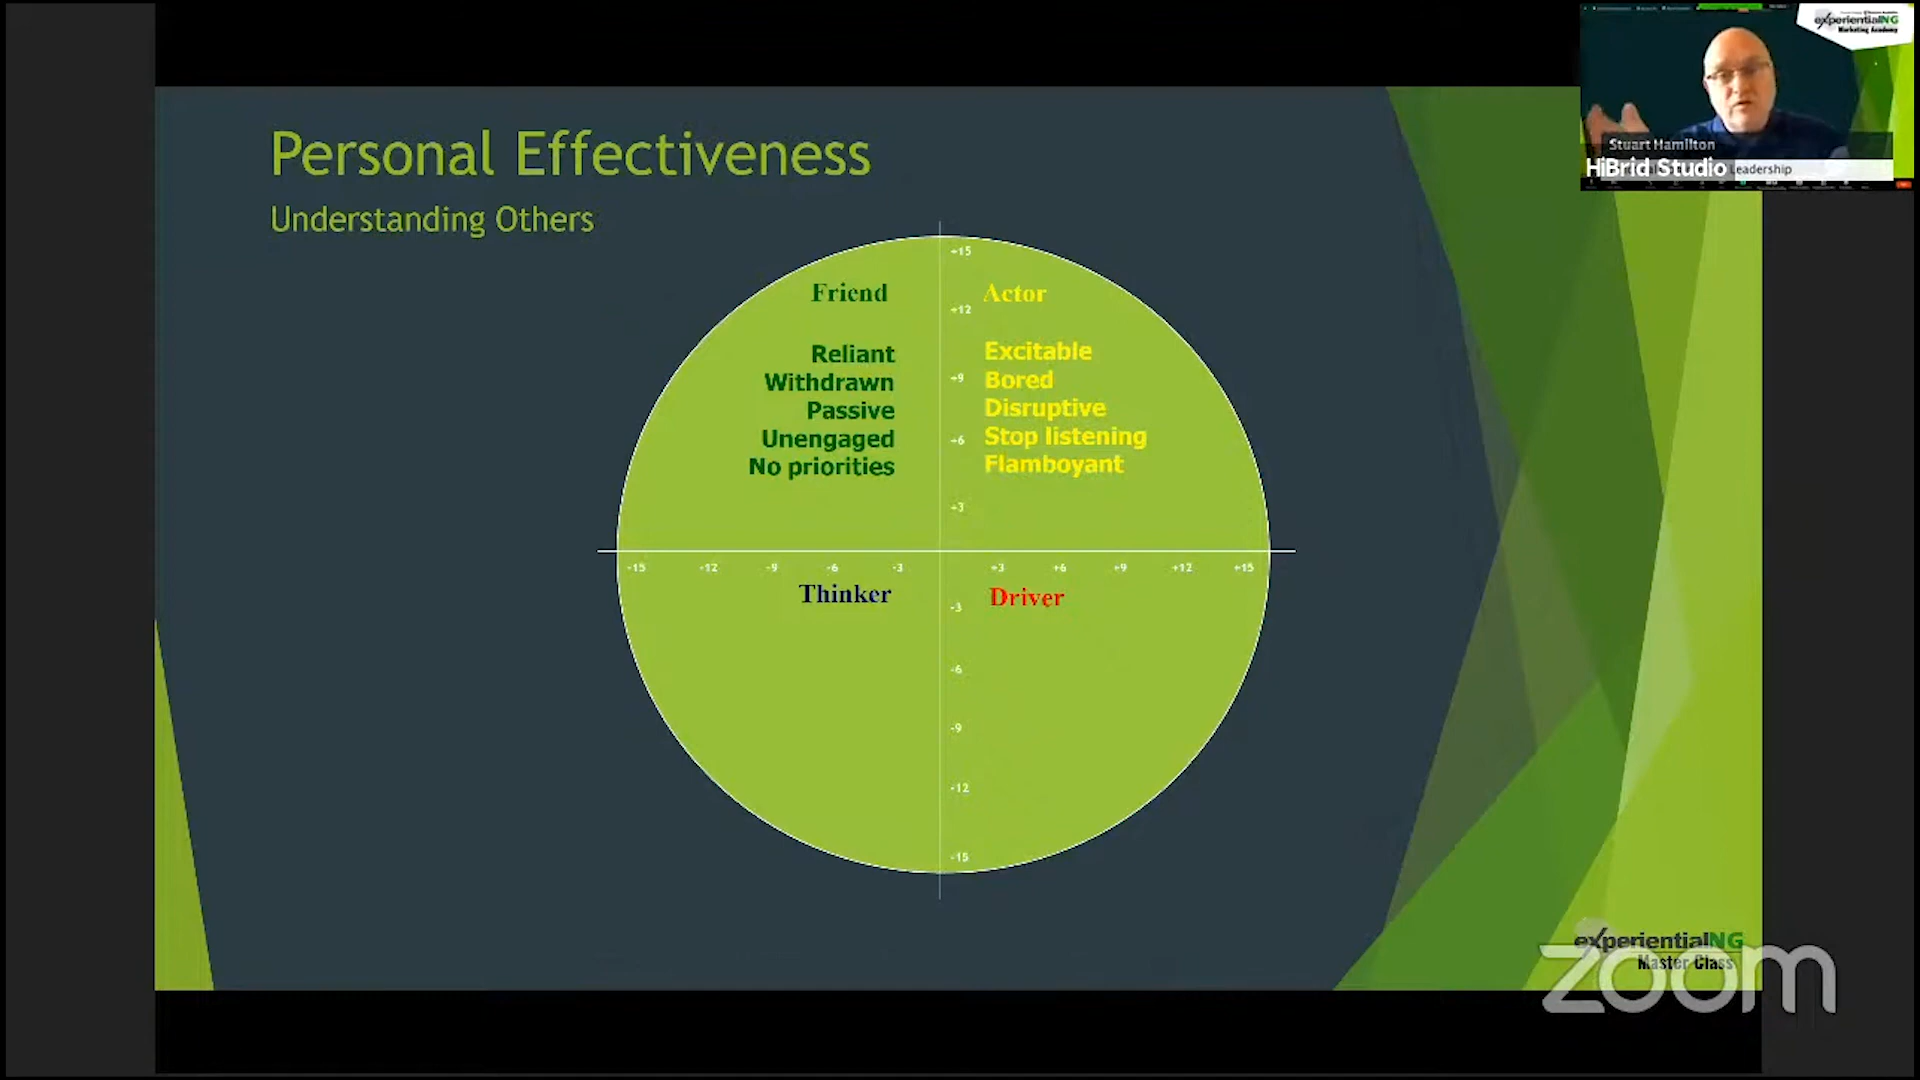 Personal Effectiveness
Understanding Others
Friend
Reliant
Withdrawn
Passive
Unengaged
No priorities
Actor
Excitable
Bored
Disruptive
Stop listening
Flamboyant
Thinker
Driver
+15
+12
+9
+6
+3
-15 -12 -9 -6 -3 +3 +6 +9 +12 +15
-3
-6
-9
-12
-15
experientialNG
Marketing Academy
Stuart Hamilton
HiBrid Studio
Leadership
experientialNG
Master Class
zoom